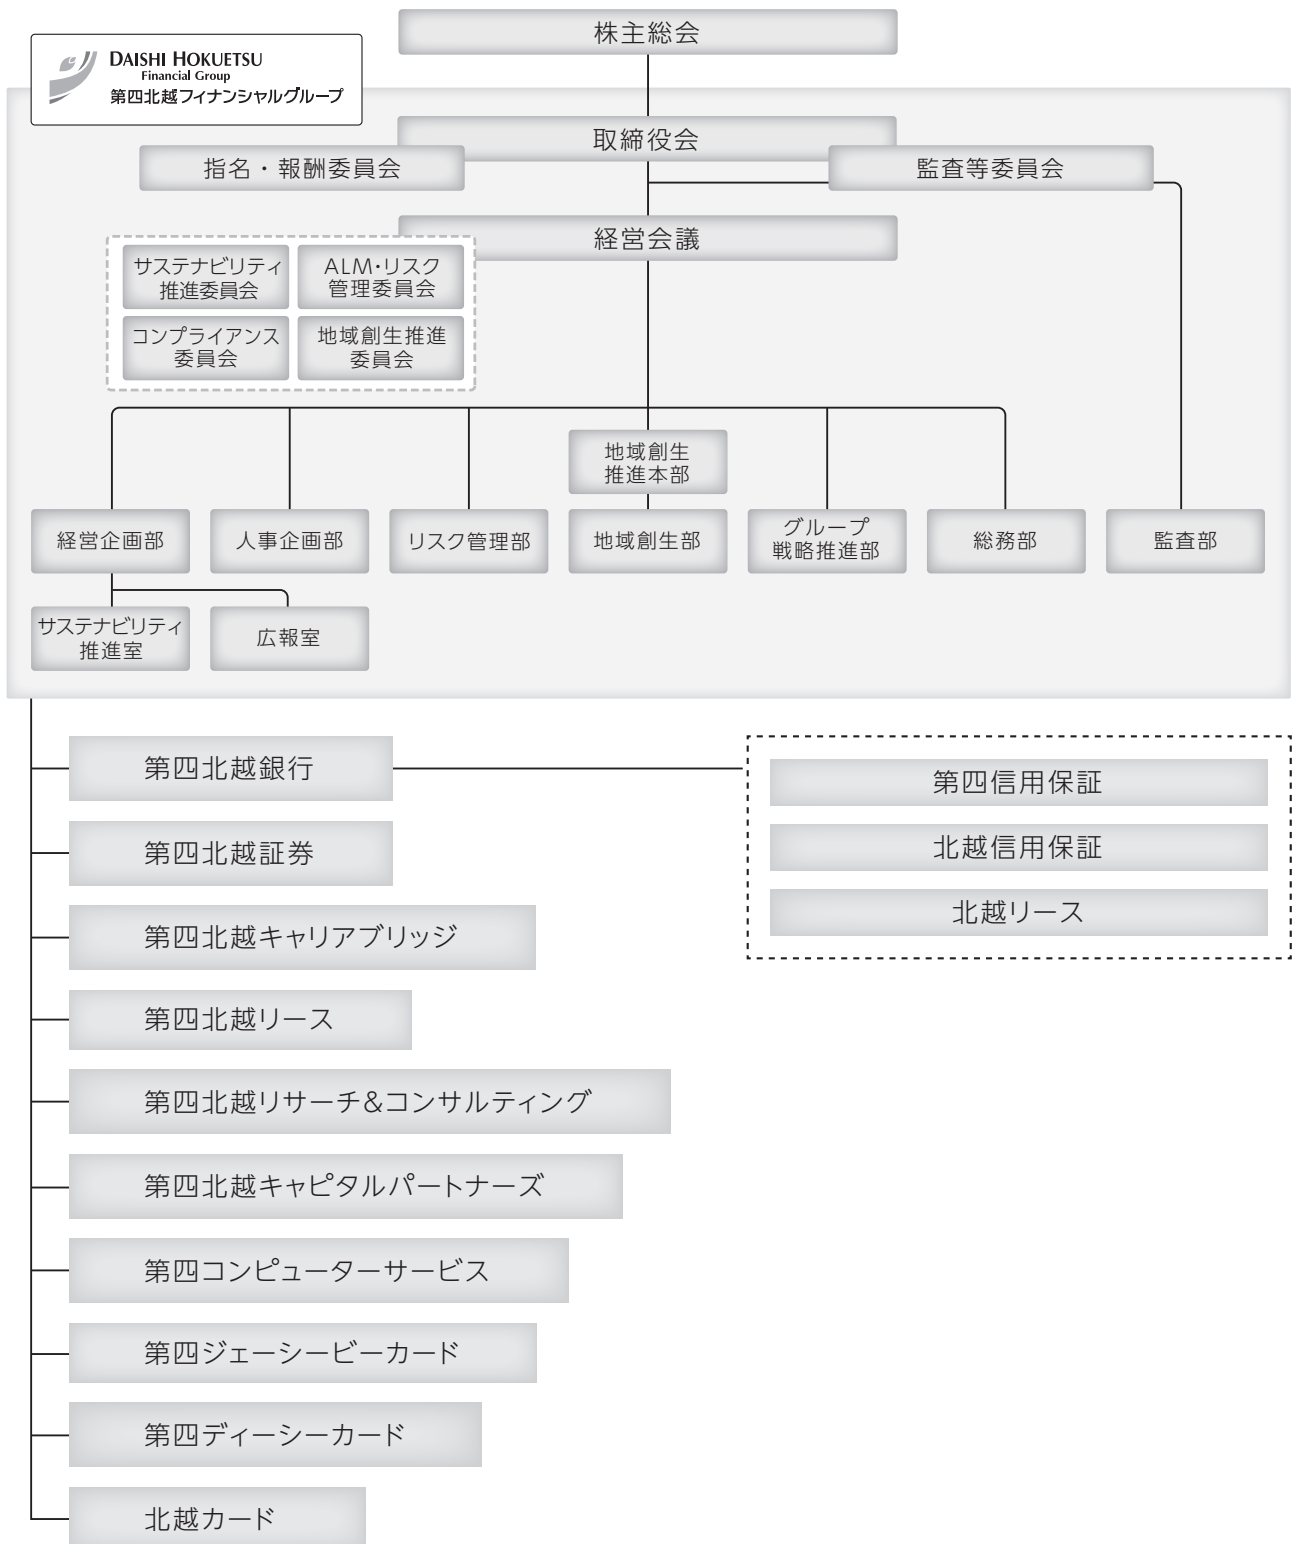 株主総会
DAISHI HOKUETSU
Financial Group
第四北越フィナンシャルグループ
取締役会
指名・報酬委員会
監査等委員会
経営会議
サステナビリティ
推進委員会
ALM・リスク
管理委員会
コンプライアンス
委員会
地域創生推進
委員会
地域創生
推進本部
経営企画部
人事企画部
リスク管理部
地域創生部
グループ
戦略推進部
総務部
監査部
サステナビリティ
推進室
広報室
第四北越銀行
第四信用保証
北越信用保証
北越リース
第四北越証券
第四北越キャリアブリッジ
第四北越リース
第四北越リサーチ&コンサルティング
第四北越キャピタルパートナーズ
第四コンピューターサービス
第四ジェーシービーカード
第四ディーシーカード
北越カード